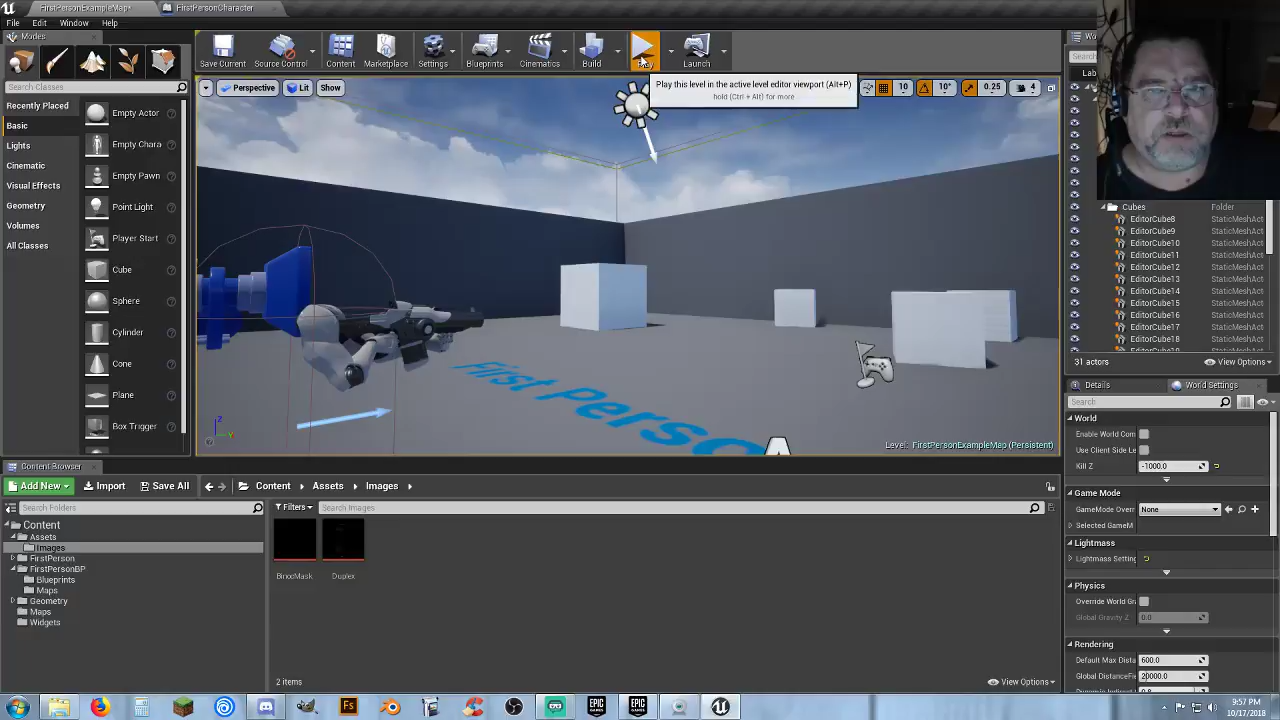 FirstPersonExampleMap*
FirstPersonCharacter
File Edit Window Help
Modes
Search Classes
Recently Placed
Basic
Lights
Cinematic
Visual Effects
Geometry
Volumes
All Classes
Empty Actor
Empty Chara
Empty Pawn
Point Light
Player Start
Cube
Sphere
Cylinder
Cone
Plane
Box Trigger
Save Current
Source Control
Content
Marketplace
Settings
Blueprints
Cinematics
Build
Launch
Play this level in the active level editor viewport (Alt+P)
hold (Ctrl + Alt) for more
Perspective
Lit
Show
10
10°
0.25
4
First Perso
Level: FirstPersonExampleMap (Persistent)
Cubes Folder
EditorCube8 StaticMeshAct
EditorCube9 StaticMeshAct
EditorCube10 StaticMeshAct
EditorCube11 StaticMeshAct
EditorCube12 StaticMeshAct
EditorCube13 StaticMeshAct
EditorCube14 StaticMeshAct
EditorCube15 StaticMeshAct
EditorCube16 StaticMeshAct
EditorCube17 StaticMeshAct
EditorCube18 StaticMeshAct
31 actors
View Options
Details
World Settings
Search
World
Enable World Com
Use Client Side Le
Kill Z -1000.0
Game Mode
GameMode Overr None
Selected GameM
Lightmass
Lightmass Setting
Physics
Override World Gr
Global Gravity Z 0.0
Rendering
Default Max Dista 600.0
Global DistanceFie 20000.0
Content Browser
Add New
Import
Save All
Content
Assets
Images
Search Folders
Filters
Search Images
Content
Assets
Images
FirstPerson
FirstPersonBP
Blueprints
Maps
Geometry
Maps
Widgets
BinocMask
Duplex
2 items
View Options
Fs
EPIC GAMES
EPIC GAMES
9:57 PM
10/17/2018